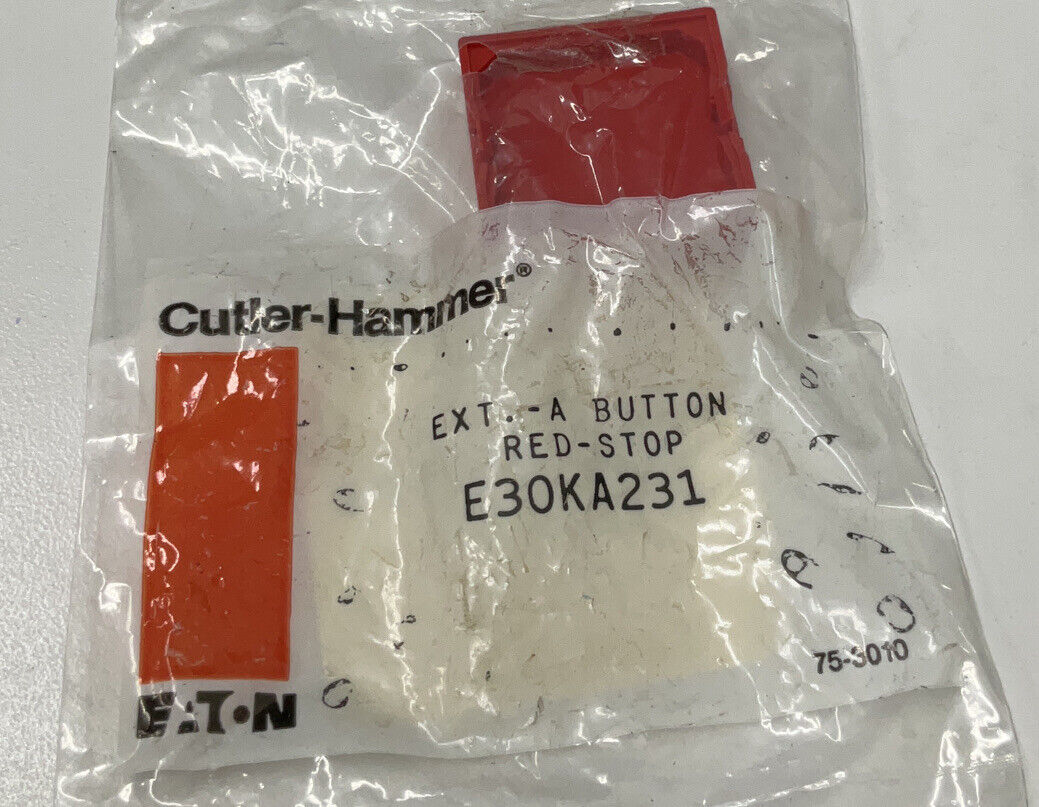 Cutler-Hammer®
EXT.-A BUTTON
RED-STOP
E30KA231
75-3010
EATON